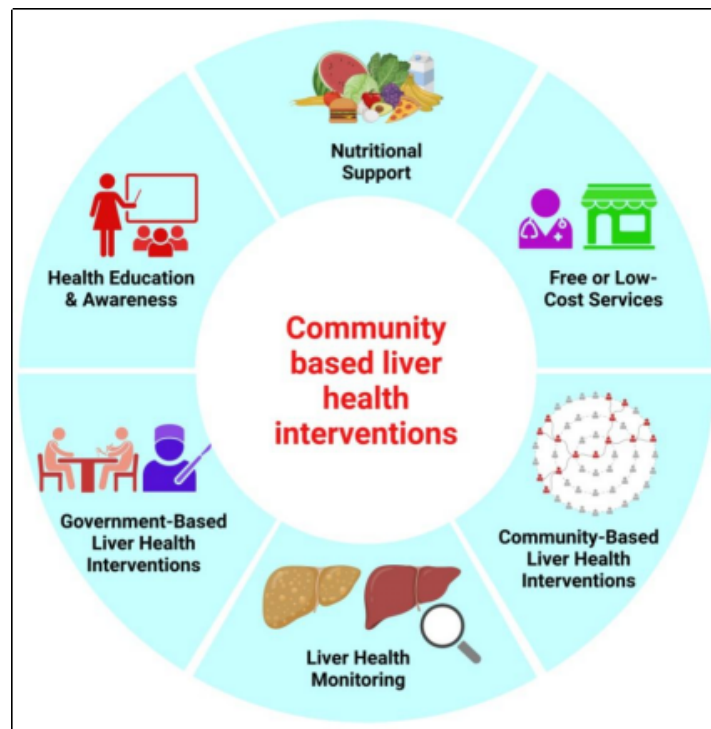 Nutritional
Support
Health Education
& Awareness
Free or Low-
Cost Services
Community
based liver
health
interventions
Government-Based
Liver Health
Interventions
Community-Based
Liver Health
Interventions
Liver Health
Monitoring